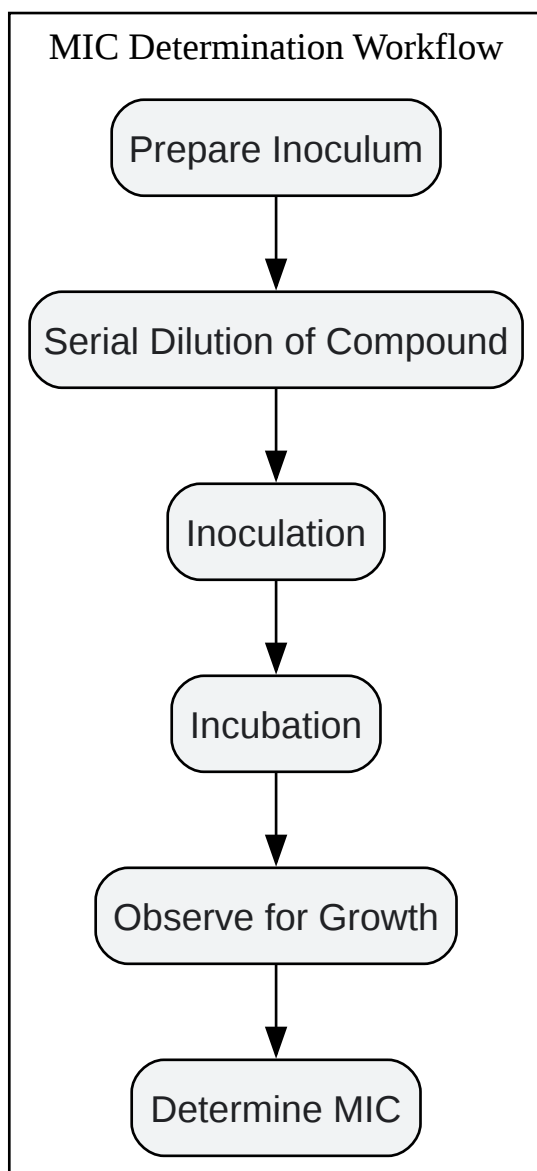 MIC Determination Workflow
Prepare Inoculum
Serial Dilution of Compound
Inoculation
Incubation
Observe for Growth
Determine MIC